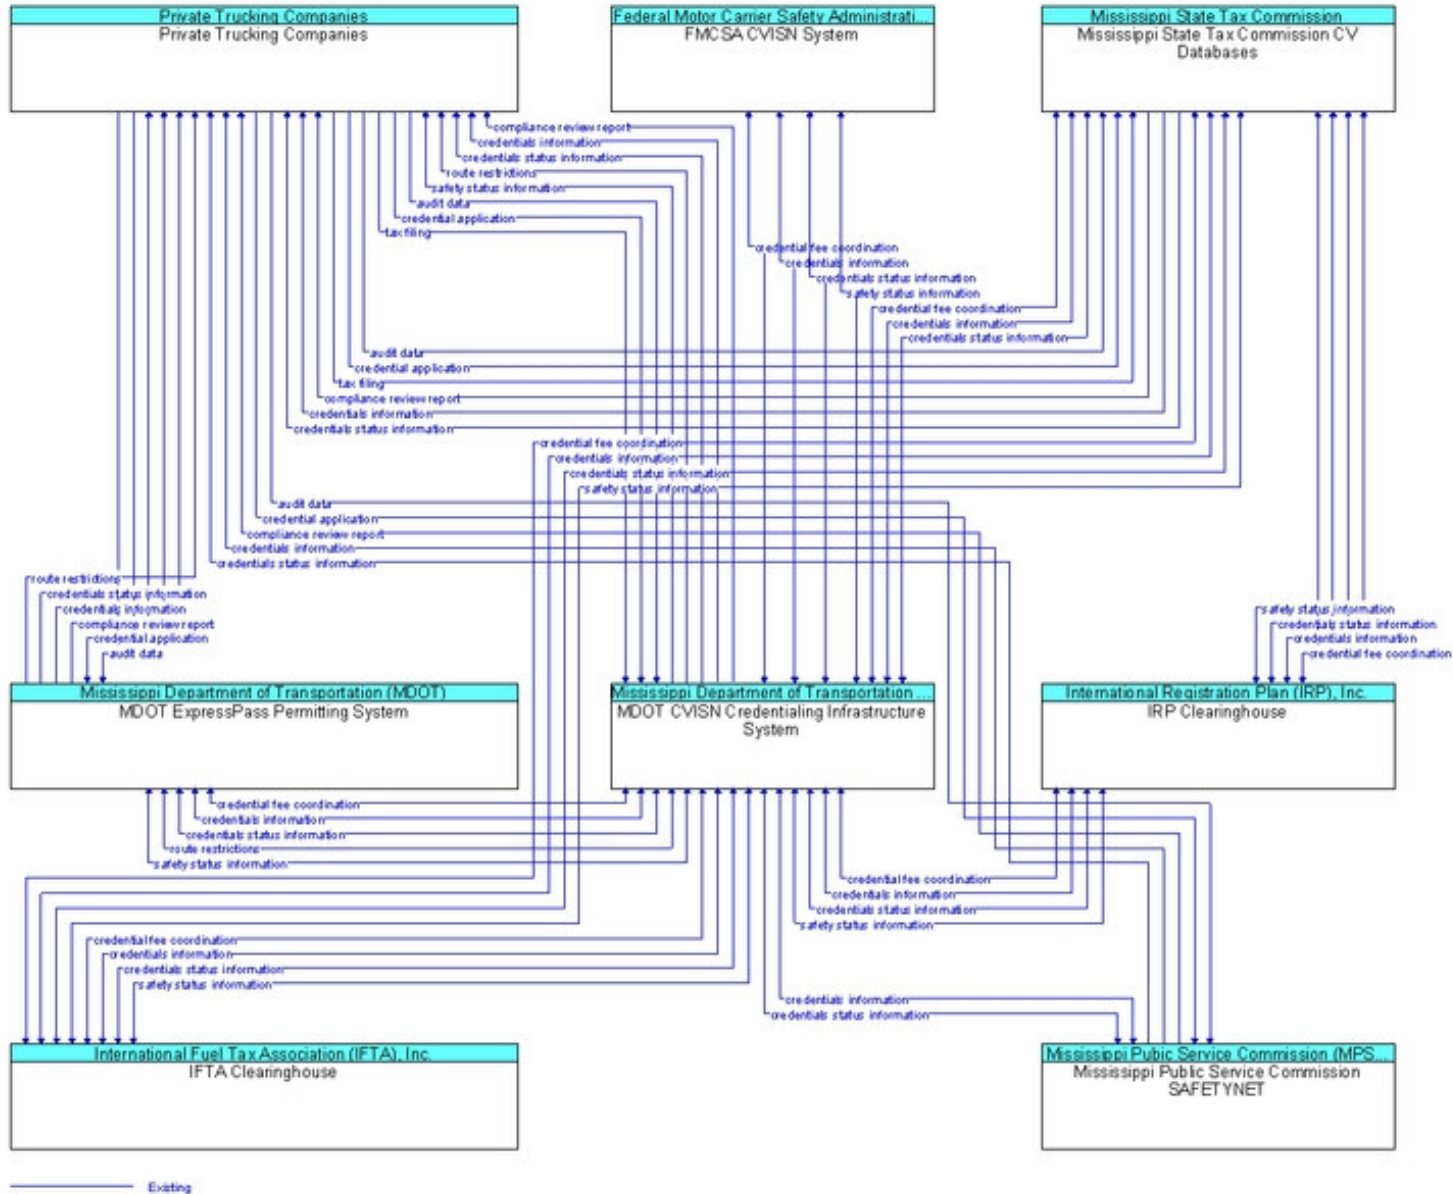 Private Trucking Companies
Private Trucking Companies
Federal Motor Carrier Safety Administrati...
FMCSA CVISN System
Mississippi State Tax Commission
Mississippi State Tax Commission CV
Databases
compliance review report
credentials information
credentials status information
route restrictions
safety status information
audit data
credential application
tax filing
credential fee coordination
credentials information
credentials status information
safety status information
credential fee coordination
credentials information
credentials status information
audit data
credential application
tax filing
compliance review report
credentials information
credentials status information
credential fee coordination
credentials information
credentials status information
safety status information
audit data
credential application
compliance review report
credentials information
credentials status information
route restrictions
credentials status information
credentials information
compliance review report
credential application
audit data
safety status information
credentials status information
credentials information
credential fee coordination
Mississippi Department of Transportation (MDOT)
MDOT ExpressPass Permitting System
Mississippi Department of Transportation ...
MDOT CVISN Credentialing Infrastructure
System
International Registration Plan (IRP), Inc.
IRP Clearinghouse
credential fee coordination
credentials information
credentials status information
route restrictions
safety status information
credential fee coordination
credentials information
credentials status information
safety status information
credential fee coordination
credentials information
credentials status information
safety status information
credentials information
credentials status information
International Fuel Tax Association (IFTA), Inc.
IFTA Clearinghouse
Mississippi Pubic Service Commission (MPS...
Mississippi Public Service Commission
SAFETYNET
Existing